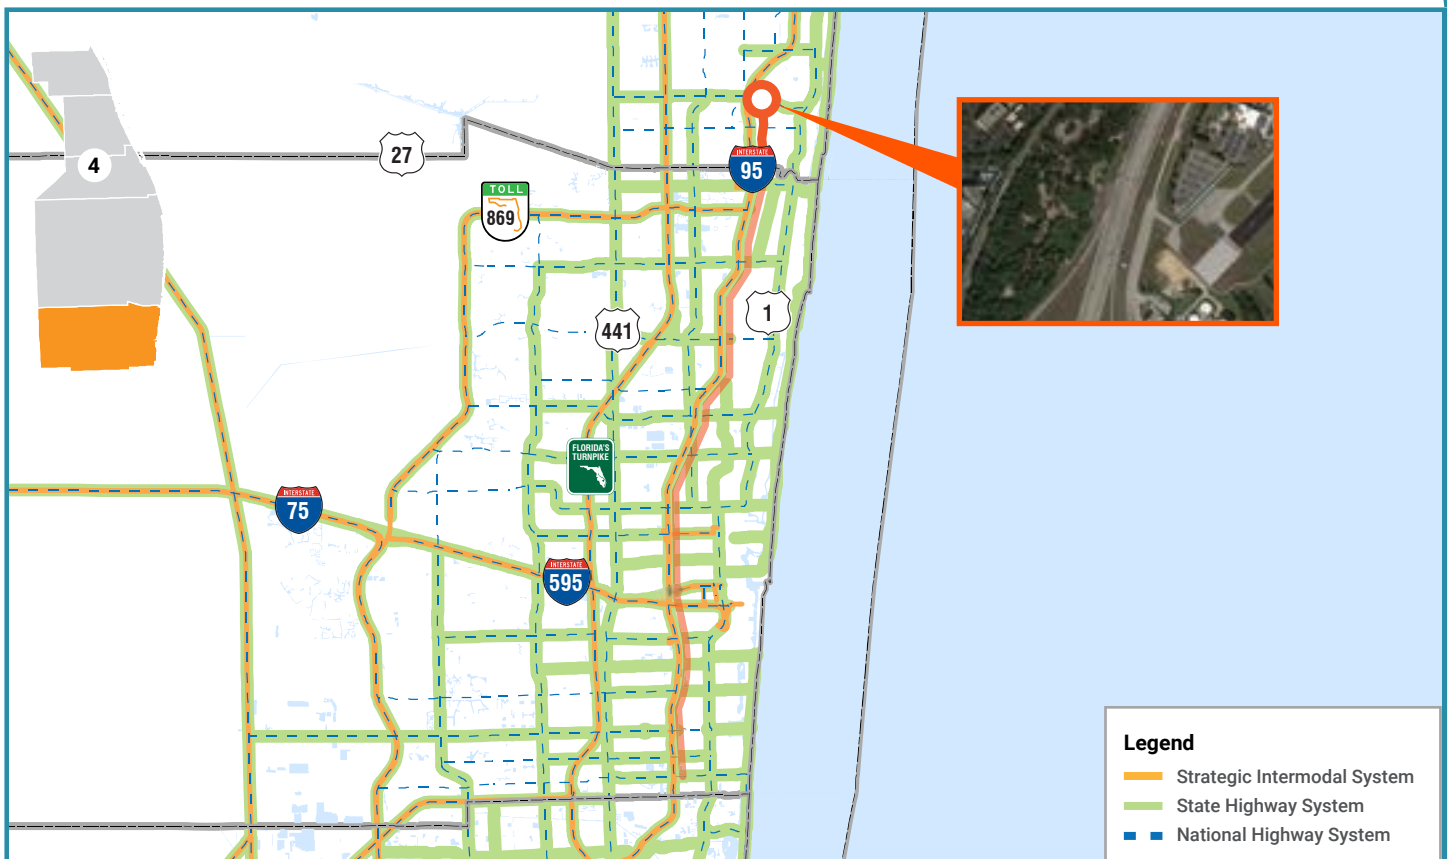 4
27
INTERSTATE
95
TOLL
869
1
441
FLORIDA'S
TURNPIKE
INTERSTATE
75
INTERSTATE
595
Legend
Strategic Intermodal System
State Highway System
National Highway System